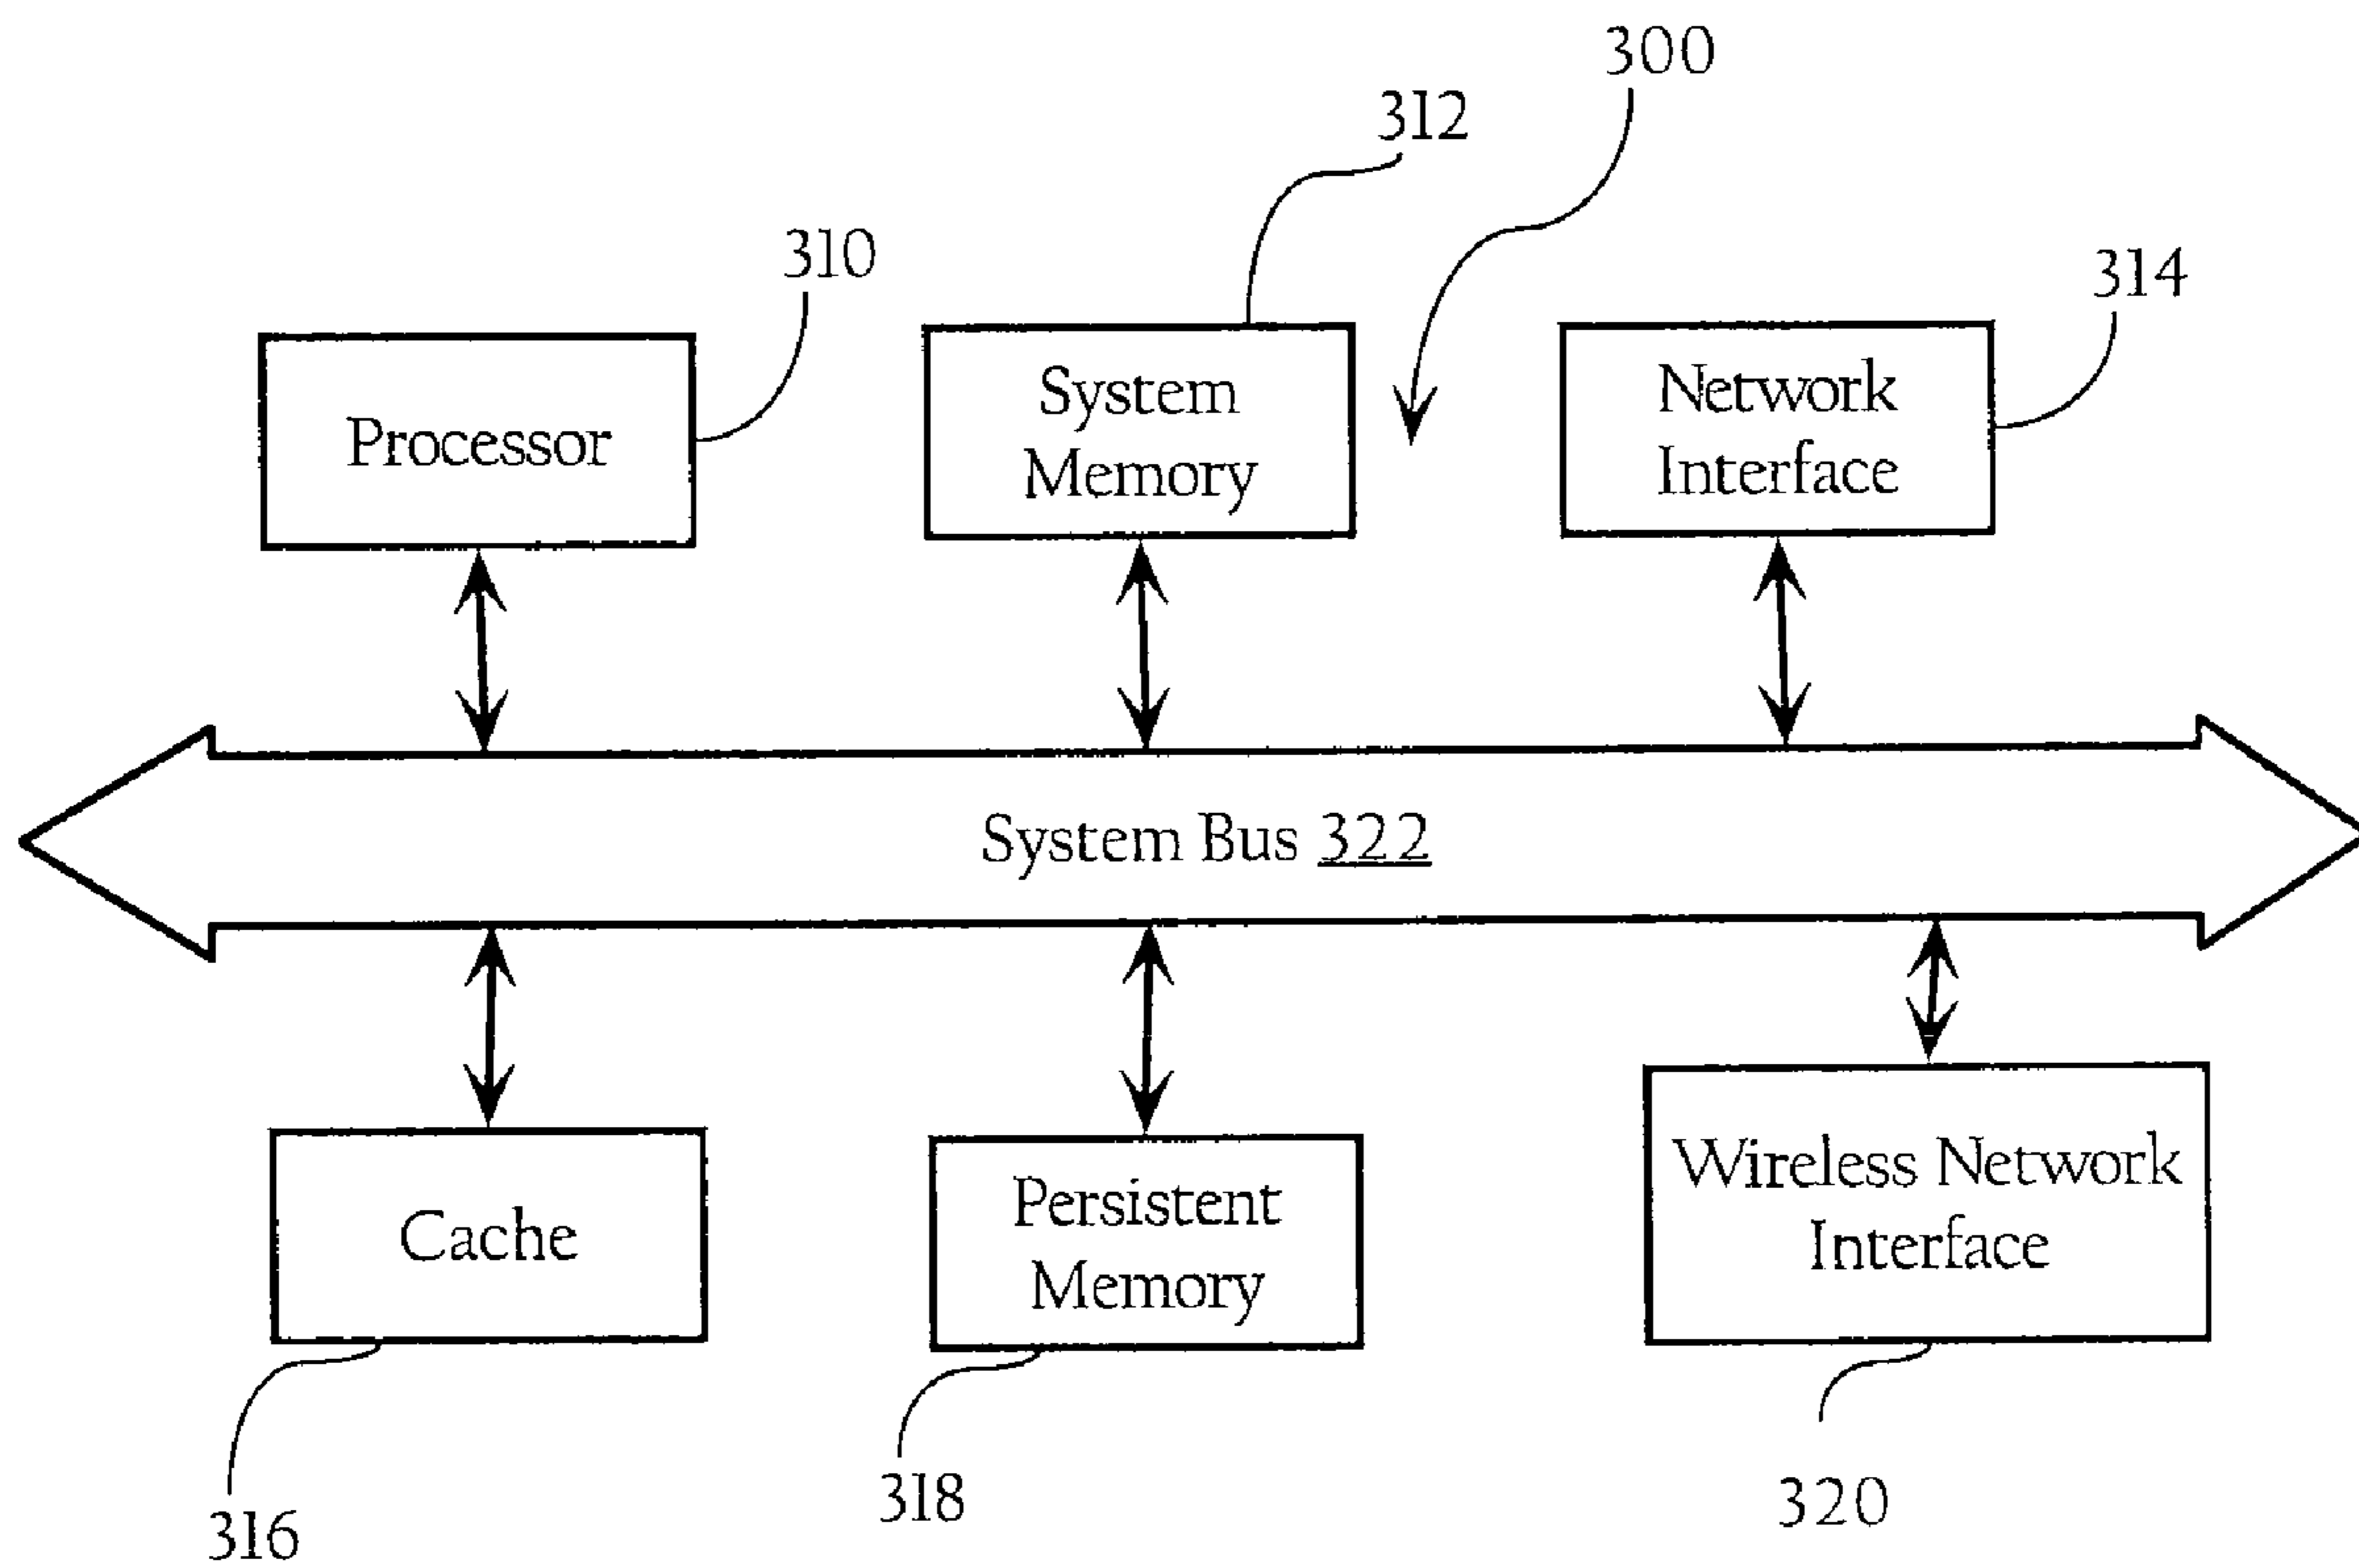 300
312
310
314
Processor
System
Memory
Network
Interface
System Bus 322
Cache
Persistent
Memory
Wireless Network
Interface
316
318
320